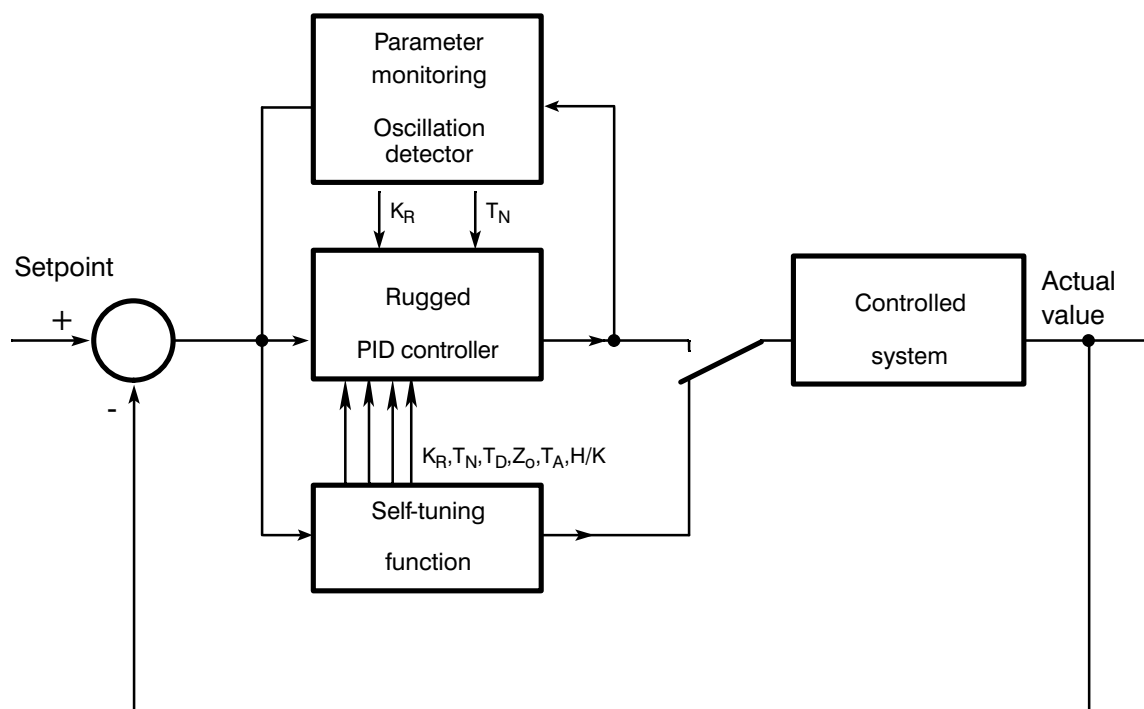 Parameter
monitoring
Oscillation
detector
K_R
T_N
Setpoint
+
-
Rugged
PID controller
Controlled
system
Actual
value
K_R,T_N,T_D,Z_o,T_A,H/K
Self-tuning
function